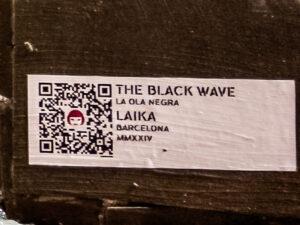 THE BLACK WAVE
LA OLA NEGRA
LAIKA
BARCELONA
MMXXIV